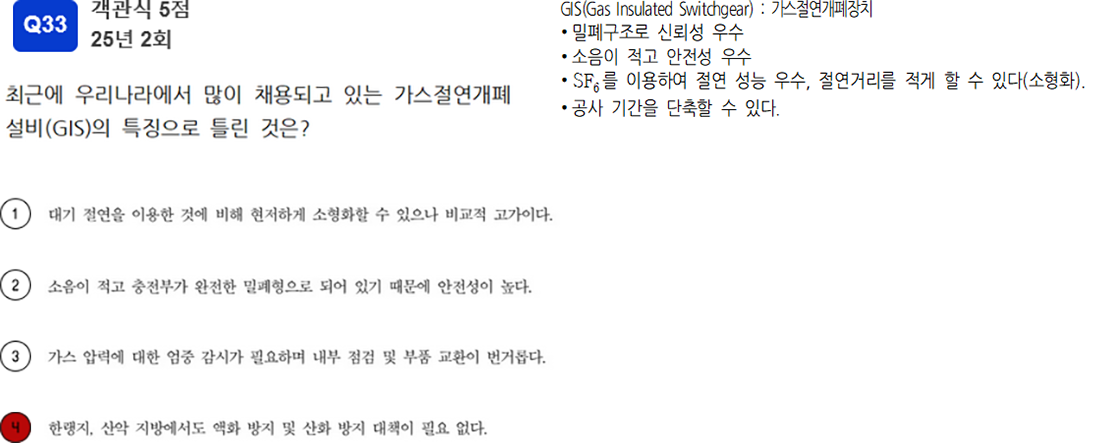 Q33
객관식 5점
25년 2회
최근에 우리나라에서 많이 채용되고 있는 가스절연개폐
설비(GIS)의 특징으로 틀린 것은?
1 대기 절연을 이용한 것에 비해 현저하게 소형화할 수 있으나 비교적 고가이다.
2 소음이 적고 충전부가 완전한 밀폐형으로 되어 있기 때문에 안전성이 높다.
3 가스 압력에 대한 엄중 감시가 필요하며 내부 점검 및 부품 교환이 번거롭다.
4 한랭지, 산악 지방에서도 액화 방지 및 산화 방지 대책이 필요 없다.
GIS(Gas Insulated Switchgear) : 가스절연개폐장치
• 밀폐구조로 신뢰성 우수
• 소음이 적고 안전성 우수
• SF₆를 이용하여 절연 성능 우수, 절연거리를 적게 할 수 있다(소형화).
• 공사 기간을 단축할 수 있다.